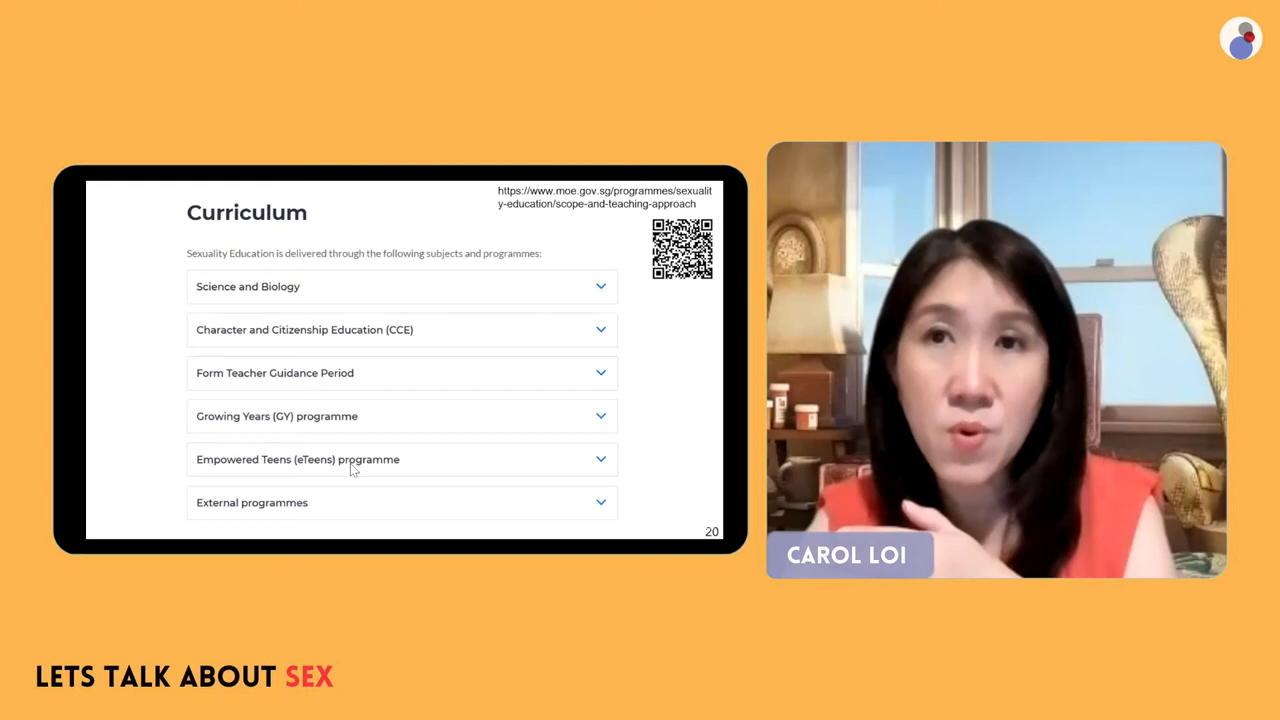 https://www.moe.gov.sg/programmes/sexualit
y-education/scope-and-teaching-approach
Curriculum
Sexuality Education is delivered through the following subjects and programmes:
Science and Biology
Character and Citizenship Education (CCE)
Form Teacher Guidance Period
Growing Years (GY) programme
Empowered Teens (eTeens) programme
External programmes
20
CAROL LOI
LETS TALK ABOUT SEX